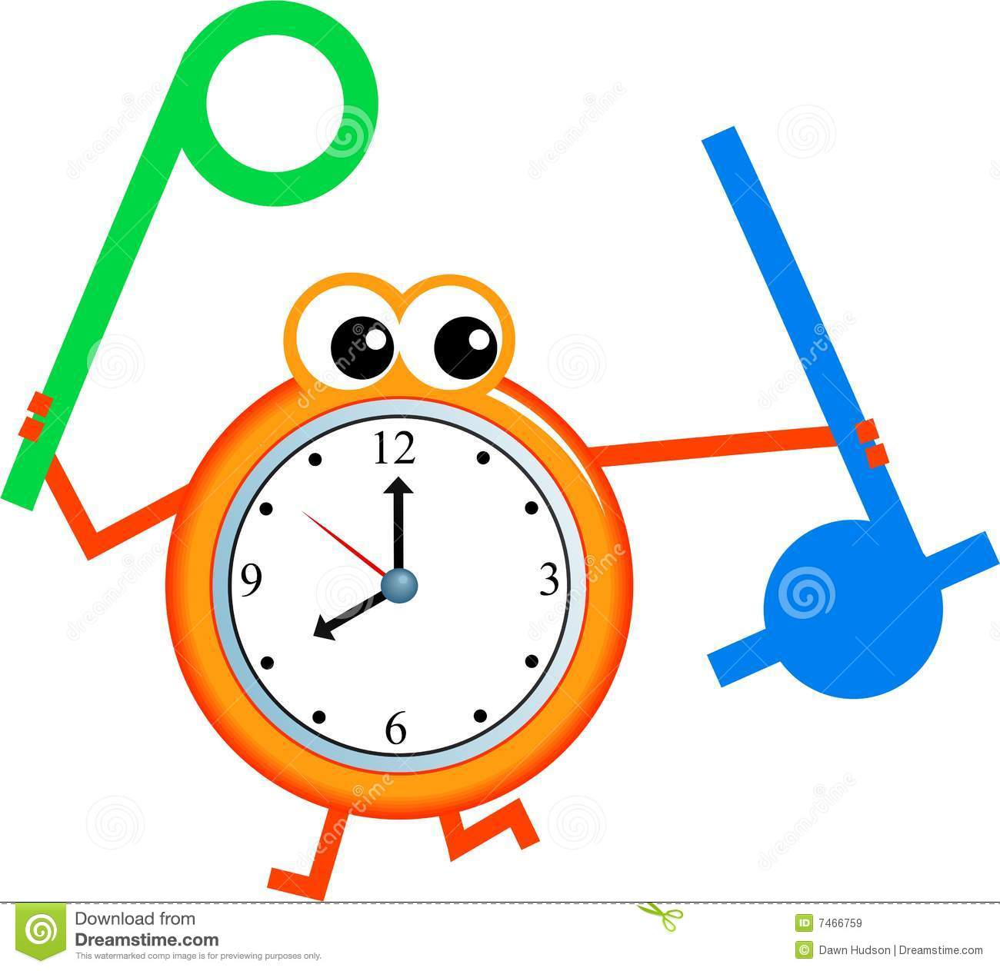 12
9
3
6
dreamstime
Download from
Dreamstime.com
This watermarked comp image is for previewing purposes only.
ID 7466759
© Dawn Hudson | Dreamstime.com